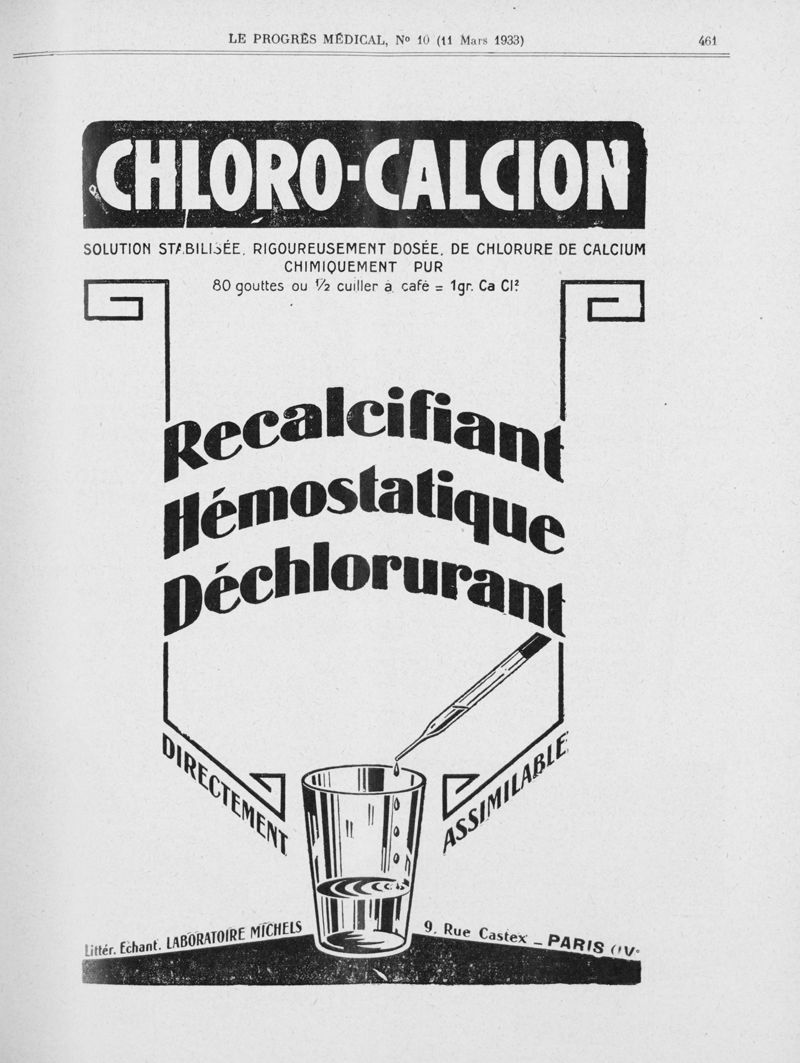 LE PROGRÈS MÉDICAL, Nº 10 (11 Mars 1933) 461
CHLORO-CALCION
SOLUTION STABILISÉE, RIGOUREUSEMENT DOSÉE, DE CHLORURE DE CALCIUM
CHIMIQUEMENT PUR
80 gouttes ou ½ cuiller à café = 1gr. Ca Cl²
Recalcifiant
Hémostatique
Déchlorurant
DIRECTEMENT ASSIMILABLE
Littér. Echant. LABORATOIRE MICHELS 9, Rue Castex _ PARIS